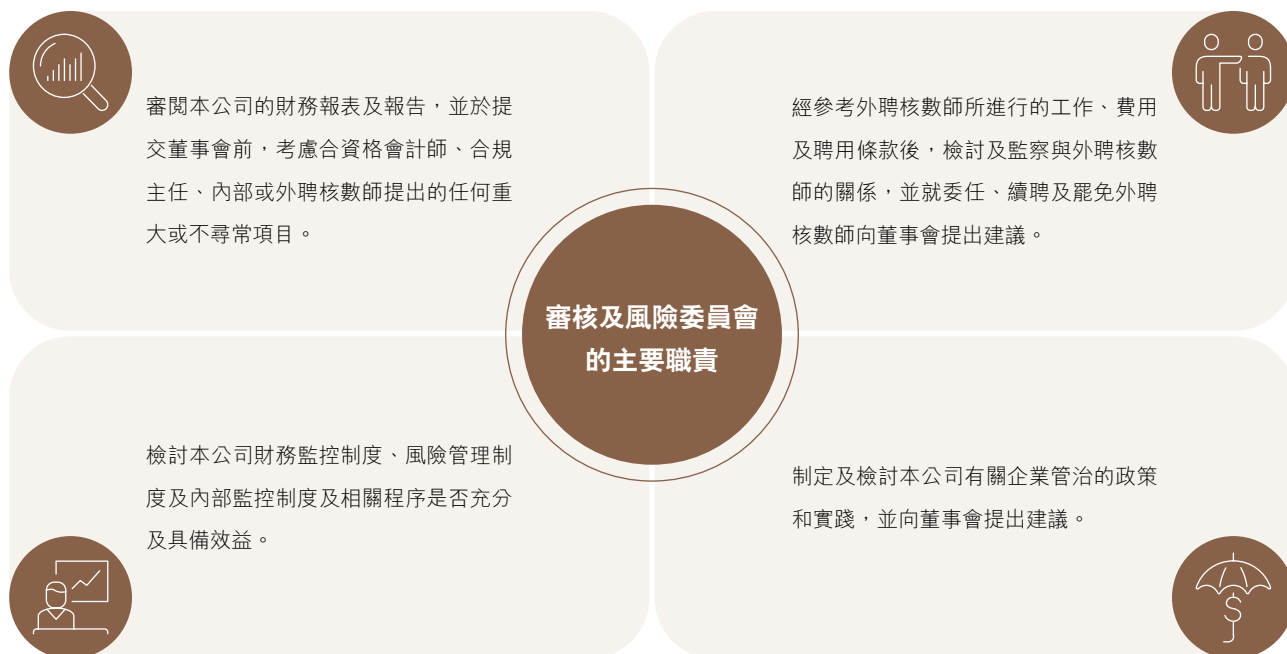 審閱本公司的財務報表及報告，並於提
交董事會前，考慮合資格會計師、合規
主任、內部或外聘核數師提出的任何重
大或不尋常項目。
經參考外聘核數師所進行的工作、費用
及聘用條款後，檢討及監察與外聘核數
師的關係，並就委任、續聘及罷免外聘
核數師向董事會提出建議。
審核及風險委員會
的主要職責
檢討本公司財務監控制度、風險管理制
度及內部監控制度及相關程序是否充分
及具備效益。
制定及檢討本公司有關企業管治的政策
和實踐，並向董事會提出建議。